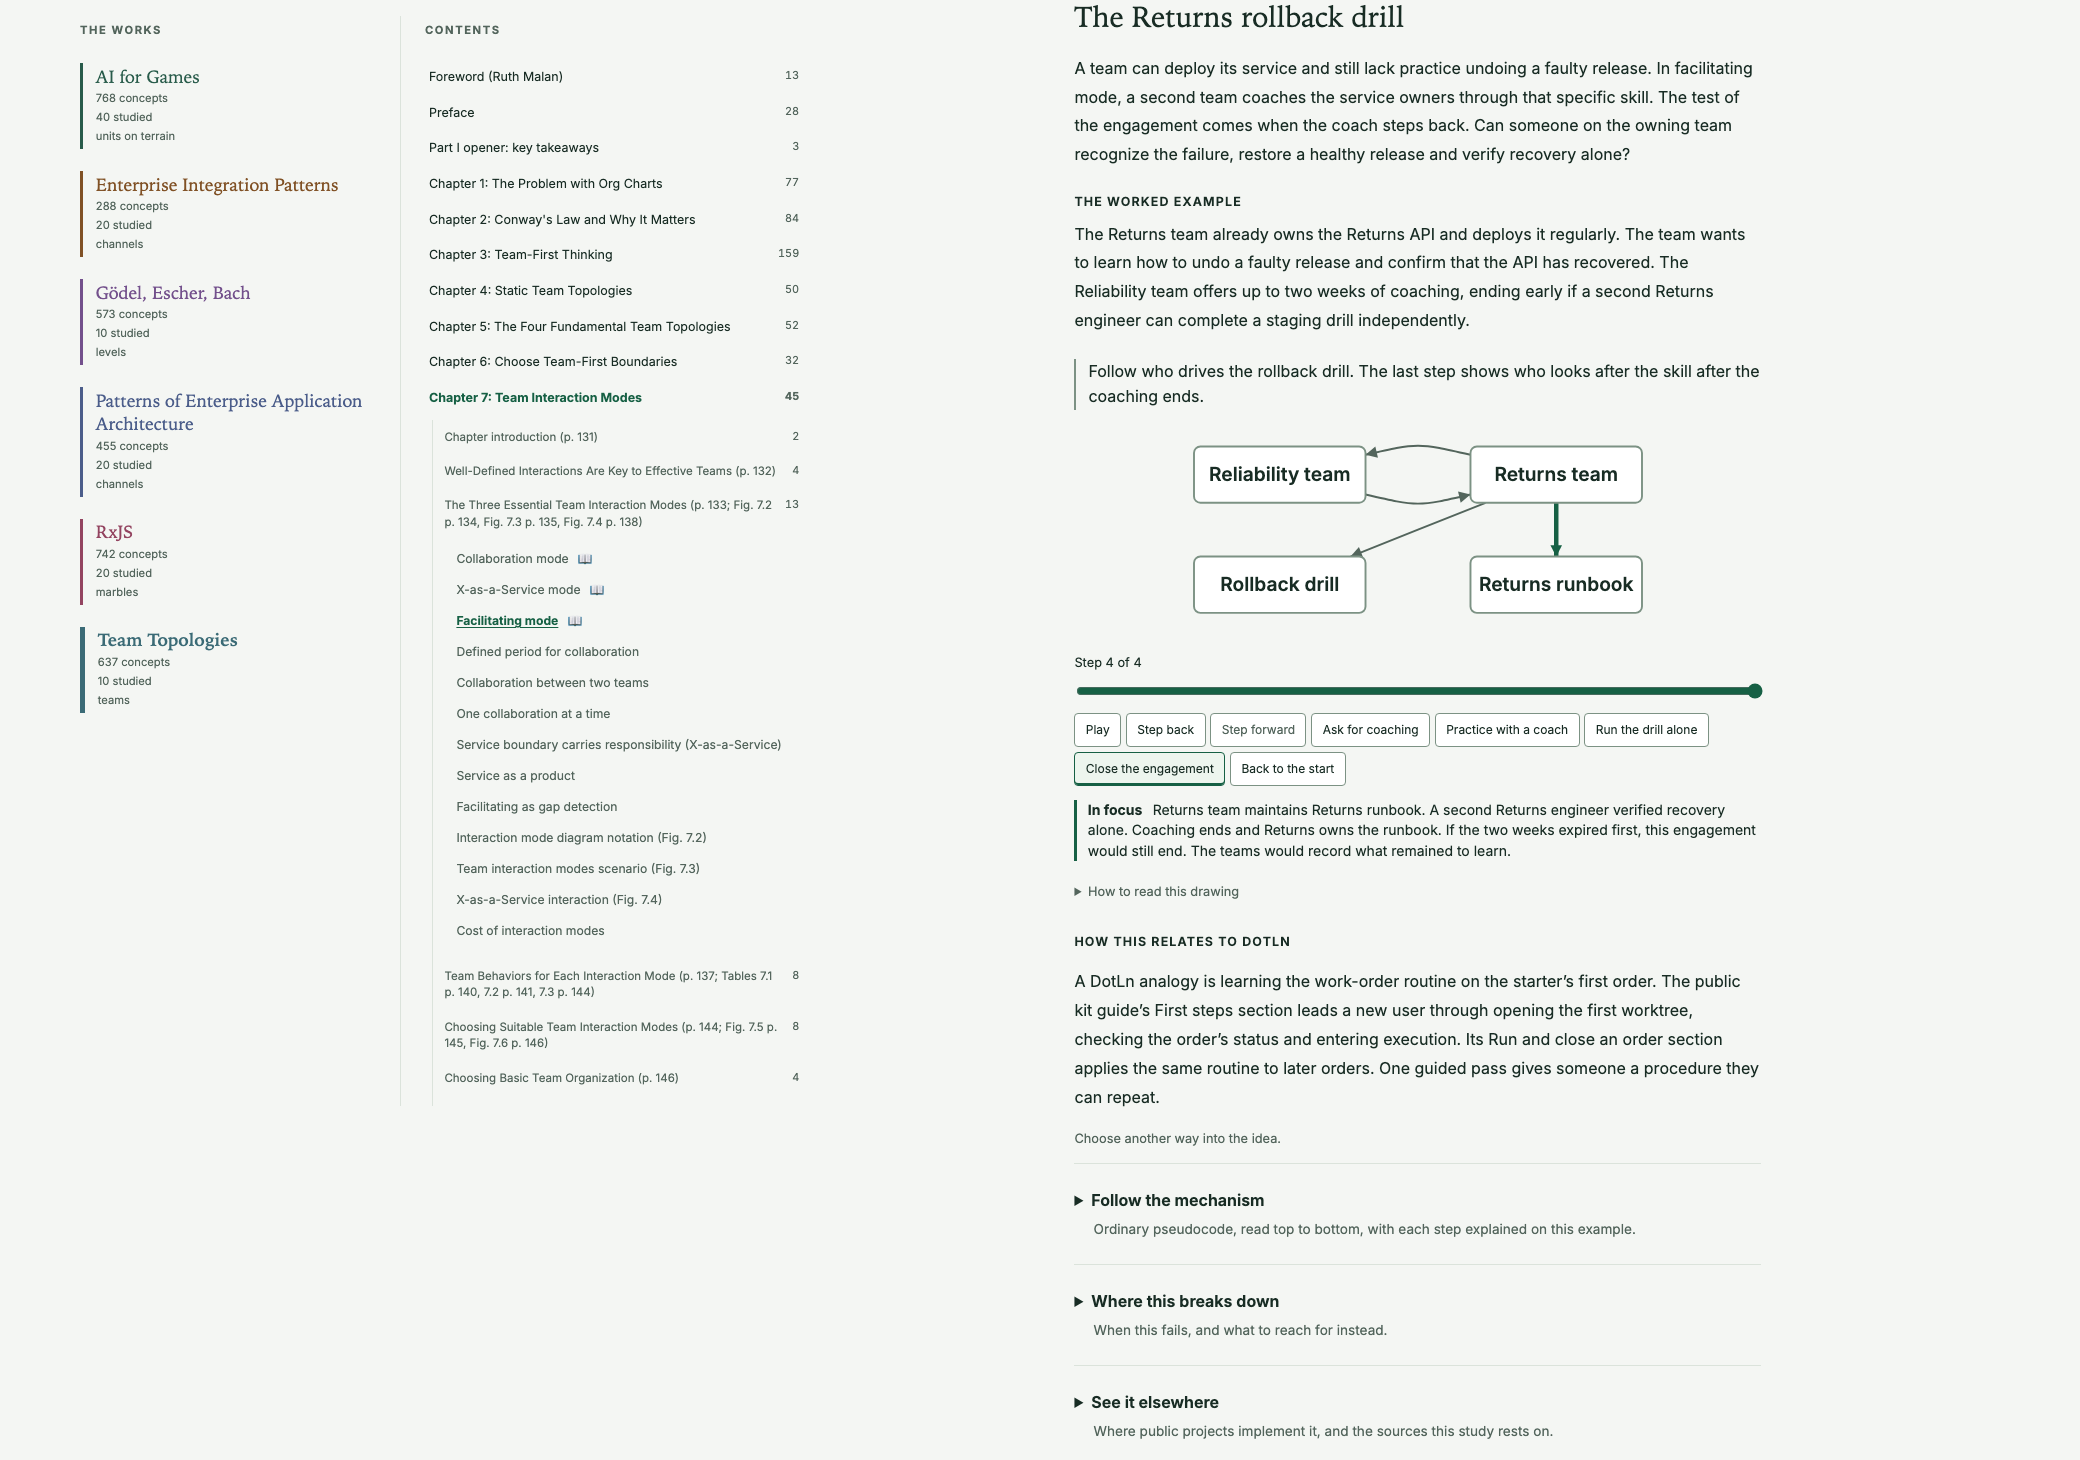 THE WORKS
AI for Games
768 concepts
40 studied
units on terrain
Enterprise Integration Patterns
288 concepts
20 studied
channels
Gödel, Escher, Bach
573 concepts
10 studied
levels
Patterns of Enterprise Application
Architecture
455 concepts
20 studied
channels
RxJS
742 concepts
20 studied
marbles
Team Topologies
637 concepts
10 studied
teams
CONTENTS
Foreword (Ruth Malan) 13
Preface 28
Part I opener: key takeaways 3
Chapter 1: The Problem with Org Charts 77
Chapter 2: Conway's Law and Why It Matters 84
Chapter 3: Team-First Thinking 159
Chapter 4: Static Team Topologies 50
Chapter 5: The Four Fundamental Team Topologies 52
Chapter 6: Choose Team-First Boundaries 32
Chapter 7: Team Interaction Modes 45
Chapter introduction (p. 131) 2
Well-Defined Interactions Are Key to Effective Teams (p. 132) 4
The Three Essential Team Interaction Modes (p. 133; Fig. 7.2 13
p. 134, Fig. 7.3 p. 135, Fig. 7.4 p. 138)
Collaboration mode
X-as-a-Service mode
Facilitating mode
Defined period for collaboration
Collaboration between two teams
One collaboration at a time
Service boundary carries responsibility (X-as-a-Service)
Service as a product
Facilitating as gap detection
Interaction mode diagram notation (Fig. 7.2)
Team interaction modes scenario (Fig. 7.3)
X-as-a-Service interaction (Fig. 7.4)
Cost of interaction modes
Team Behaviors for Each Interaction Mode (p. 137; Tables 7.1 8
p. 140, 7.2 p. 141, 7.3 p. 144)
Choosing Suitable Team Interaction Modes (p. 144; Fig. 7.5 p. 8
145, Fig. 7.6 p. 146)
Choosing Basic Team Organization (p. 146) 4
The Returns rollback drill
A team can deploy its service and still lack practice undoing a faulty release. In facilitating
mode, a second team coaches the service owners through that specific skill. The test of
the engagement comes when the coach steps back. Can someone on the owning team
recognize the failure, restore a healthy release and verify recovery alone?
THE WORKED EXAMPLE
The Returns team already owns the Returns API and deploys it regularly. The team wants
to learn how to undo a faulty release and confirm that the API has recovered. The
Reliability team offers up to two weeks of coaching, ending early if a second Returns
engineer can complete a staging drill independently.
Follow who drives the rollback drill. The last step shows who looks after the skill after the
coaching ends.
Reliability team
Returns team
Rollback drill
Returns runbook
Step 4 of 4
Play
Step back
Step forward
Ask for coaching
Practice with a coach
Run the drill alone
Close the engagement
Back to the start
In focus Returns team maintains Returns runbook. A second Returns engineer verified recovery
alone. Coaching ends and Returns owns the runbook. If the two weeks expired first, this engagement
would still end. The teams would record what remained to learn.
How to read this drawing
HOW THIS RELATES TO DOTLN
A DotLn analogy is learning the work-order routine on the starter’s first order. The public
kit guide’s First steps section leads a new user through opening the first worktree,
checking the order’s status and entering execution. Its Run and close an order section
applies the same routine to later orders. One guided pass gives someone a procedure they
can repeat.
Choose another way into the idea.
Follow the mechanism
Ordinary pseudocode, read top to bottom, with each step explained on this example.
Where this breaks down
When this fails, and what to reach for instead.
See it elsewhere
Where public projects implement it, and the sources this study rests on.